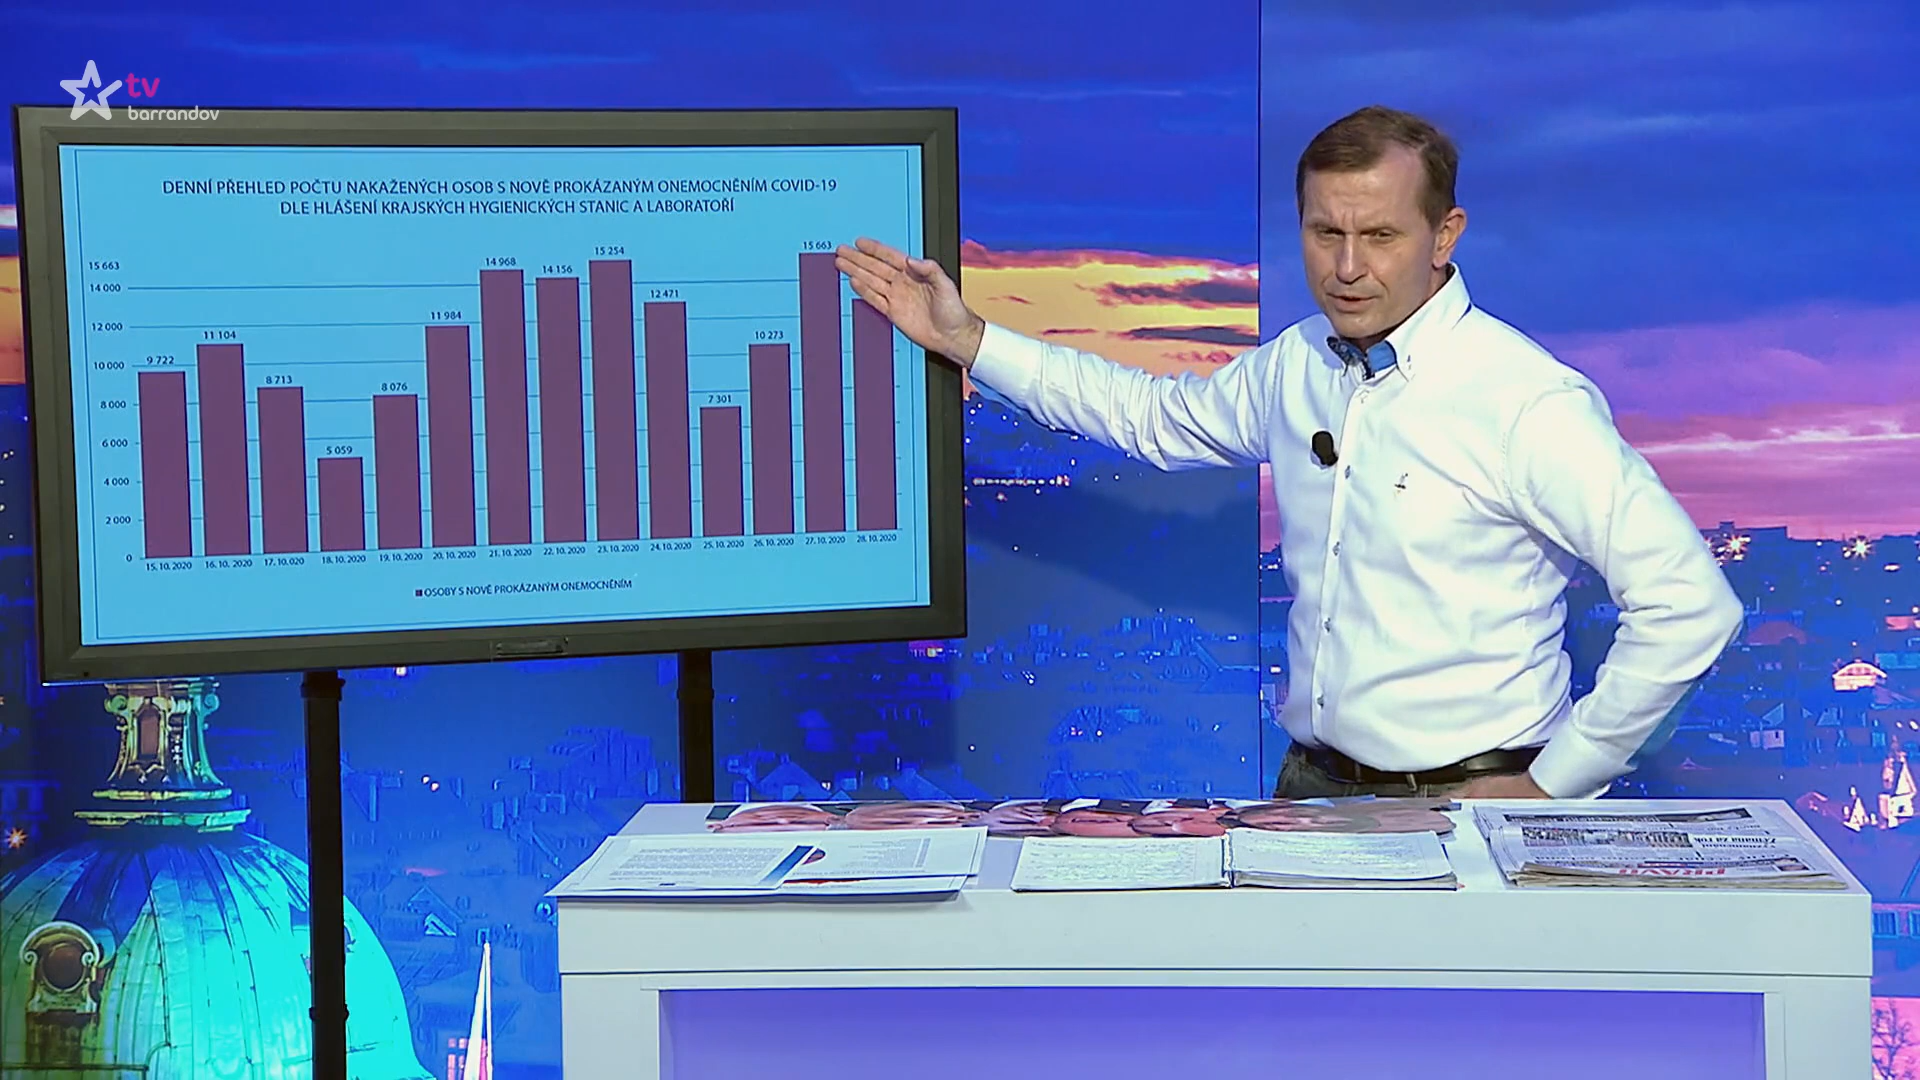 tv
barrandov
DENNÍ PŘEHLED POČTU NAKAŽENÝCH OSOB S NOVĚ PROKÁZANÝM ONEMOCNĚNÍM COVID-19
DLE HLÁŠENÍ KRAJSKÝCH HYGIENICKÝCH STANIC A LABORATOŘÍ
15 663
14 000
12 000
10 000
8 000
6 000
4 000
2 000
0
9 722
11 104
8 713
5 059
8 076
11 984
14 968
14 156
15 254
12 471
7 301
10 273
15 663
15. 10. 2020
16. 10. 2020
17. 10. 020
18. 10. 2020
19. 10. 2020
20. 10. 2020
21. 10. 2020
22. 10. 2020
23. 10. 2020
24. 10. 2020
25. 10. 2020
26. 10. 2020
27. 10. 2020
28. 10. 2020
OSOBY S NOVĚ PROKÁZANÝM ONEMOCNĚNÍM
PRÁVO